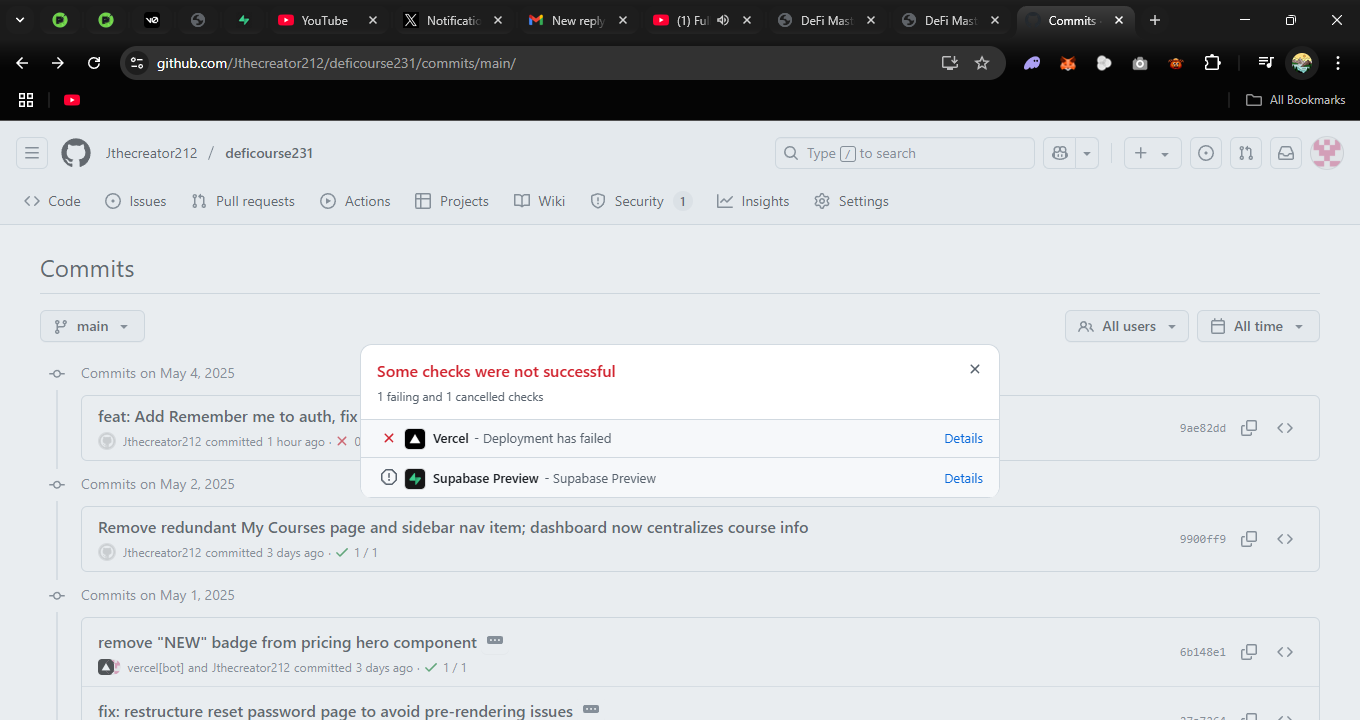 YouTube
Notificatio
New reply
(1) Ful
DeFi Mast
DeFi Mast
Commits ·
github.com/Jthecreator212/deficourse231/commits/main/
All Bookmarks
Jthecreator212 / deficourse231
Type / to search
Code
Issues
Pull requests
Actions
Projects
Wiki
Security 1
Insights
Settings
Commits
main
All users
All time
Commits on May 4, 2025
feat: Add Remember me to auth, fix
Jthecreator212 committed 1 hour ago · 0
9ae82dd
Some checks were not successful
1 failing and 1 cancelled checks
Vercel - Deployment has failed
Details
Supabase Preview - Supabase Preview
Details
Commits on May 2, 2025
Remove redundant My Courses page and sidebar nav item; dashboard now centralizes course info
Jthecreator212 committed 3 days ago · 1 / 1
9900ff9
Commits on May 1, 2025
remove "NEW" badge from pricing hero component
vercel[bot] and Jthecreator212 committed 3 days ago · 1 / 1
6b148e1
fix: restructure reset password page to avoid pre-rendering issues